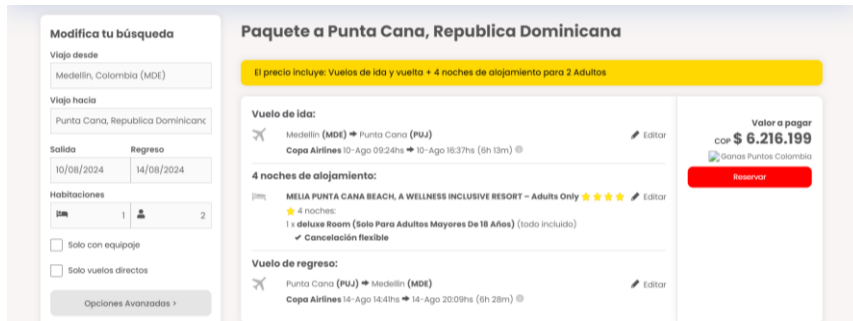 Modifica tu búsqueda
Viajo desde
Medellin, Colombia (MDE)
Viajo hacia
Punta Cana, Republica Dominicanc
Salida Regreso
10/08/2024 14/08/2024
Habitaciones
1 2
Solo con equipaje
Solo vuelos directos
Opciones Avanzadas >
Paquete a Punta Cana, Republica Dominicana
El precio incluye: Vuelos de ida y vuelta + 4 noches de alojamiento para 2 Adultos
Vuelo de ida:
Medellin (MDE) ➜ Punta Cana (PUJ) Editar
Copa Airlines 10-Ago 09:24hs ➜ 10-Ago 16:37hs (6h 13m)
4 noches de alojamiento:
MELIA PUNTA CANA BEACH, A WELLNESS INCLUSIVE RESORT – Adults Only Editar
4 noches:
1 x deluxe Room (Solo Para Adultos Mayores De 18 Años) (todo incluido)
✓ Cancelación flexible
Vuelo de regreso:
Punta Cana (PUJ) ➜ Medellin (MDE) Editar
Copa Airlines 14-Ago 14:41hs ➜ 14-Ago 20:09hs (6h 28m)
Valor a pagar
COP $ 6.216.199
Ganas Puntos Colombia
Reservar